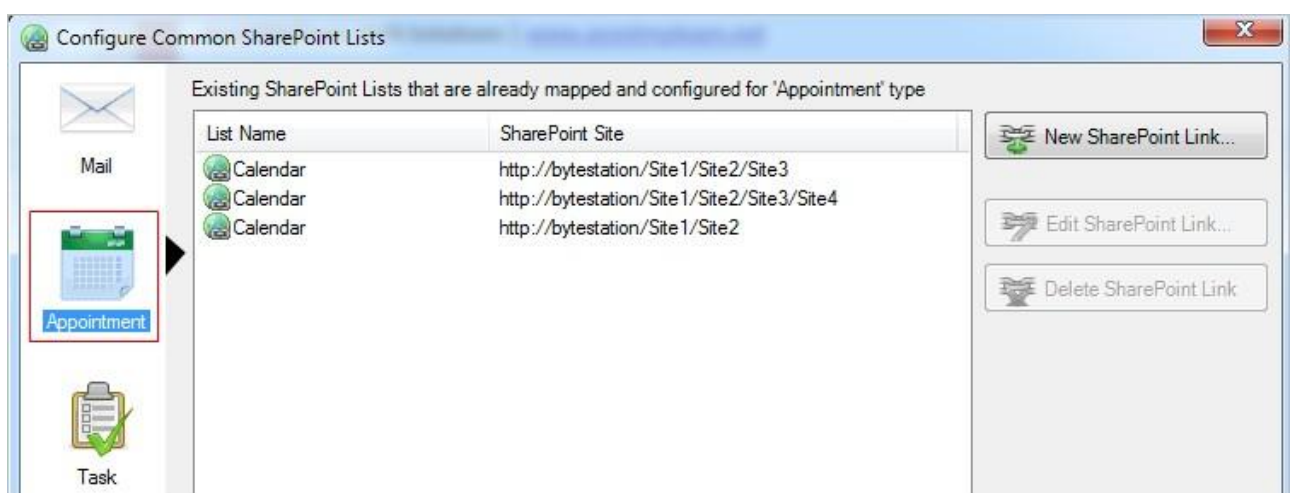 Configure Common SharePoint Lists
Existing SharePoint Lists that are already mapped and configured for 'Appointment' type
Mail
Appointment
Task
List Name SharePoint Site
Calendar http://bytestation/Site1/Site2/Site3
Calendar http://bytestation/Site1/Site2/Site3/Site4
Calendar http://bytestation/Site1/Site2
New SharePoint Link...
Edit SharePoint Link...
Delete SharePoint Link